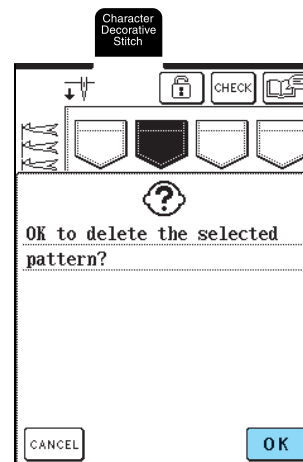 Character
Decorative
Stitch
CHECK
OK to delete the selected
pattern?
CANCEL
OK